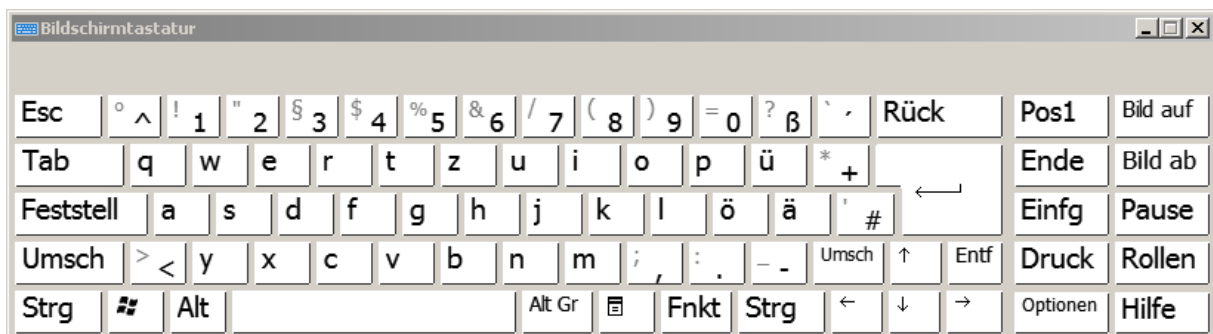 Bildschirmtastatur
Esc ° ^ ! 1 " 2 § 3 $ 4 % 5 & 6 / 7 ( 8 ) 9 = 0 ? ß ` ´ Rück Pos1 Bild auf
Tab q w e r t z u i o p ü * + Ende Bild ab
Feststell a s d f g h j k l ö ä ' # ← Einfg Pause
Umsch > < y x c v b n m ; , : . _ - Umsch ↑ Entf Druck Rollen
Strg Alt Alt Gr Fnkt Strg ← ↓ → Optionen Hilfe